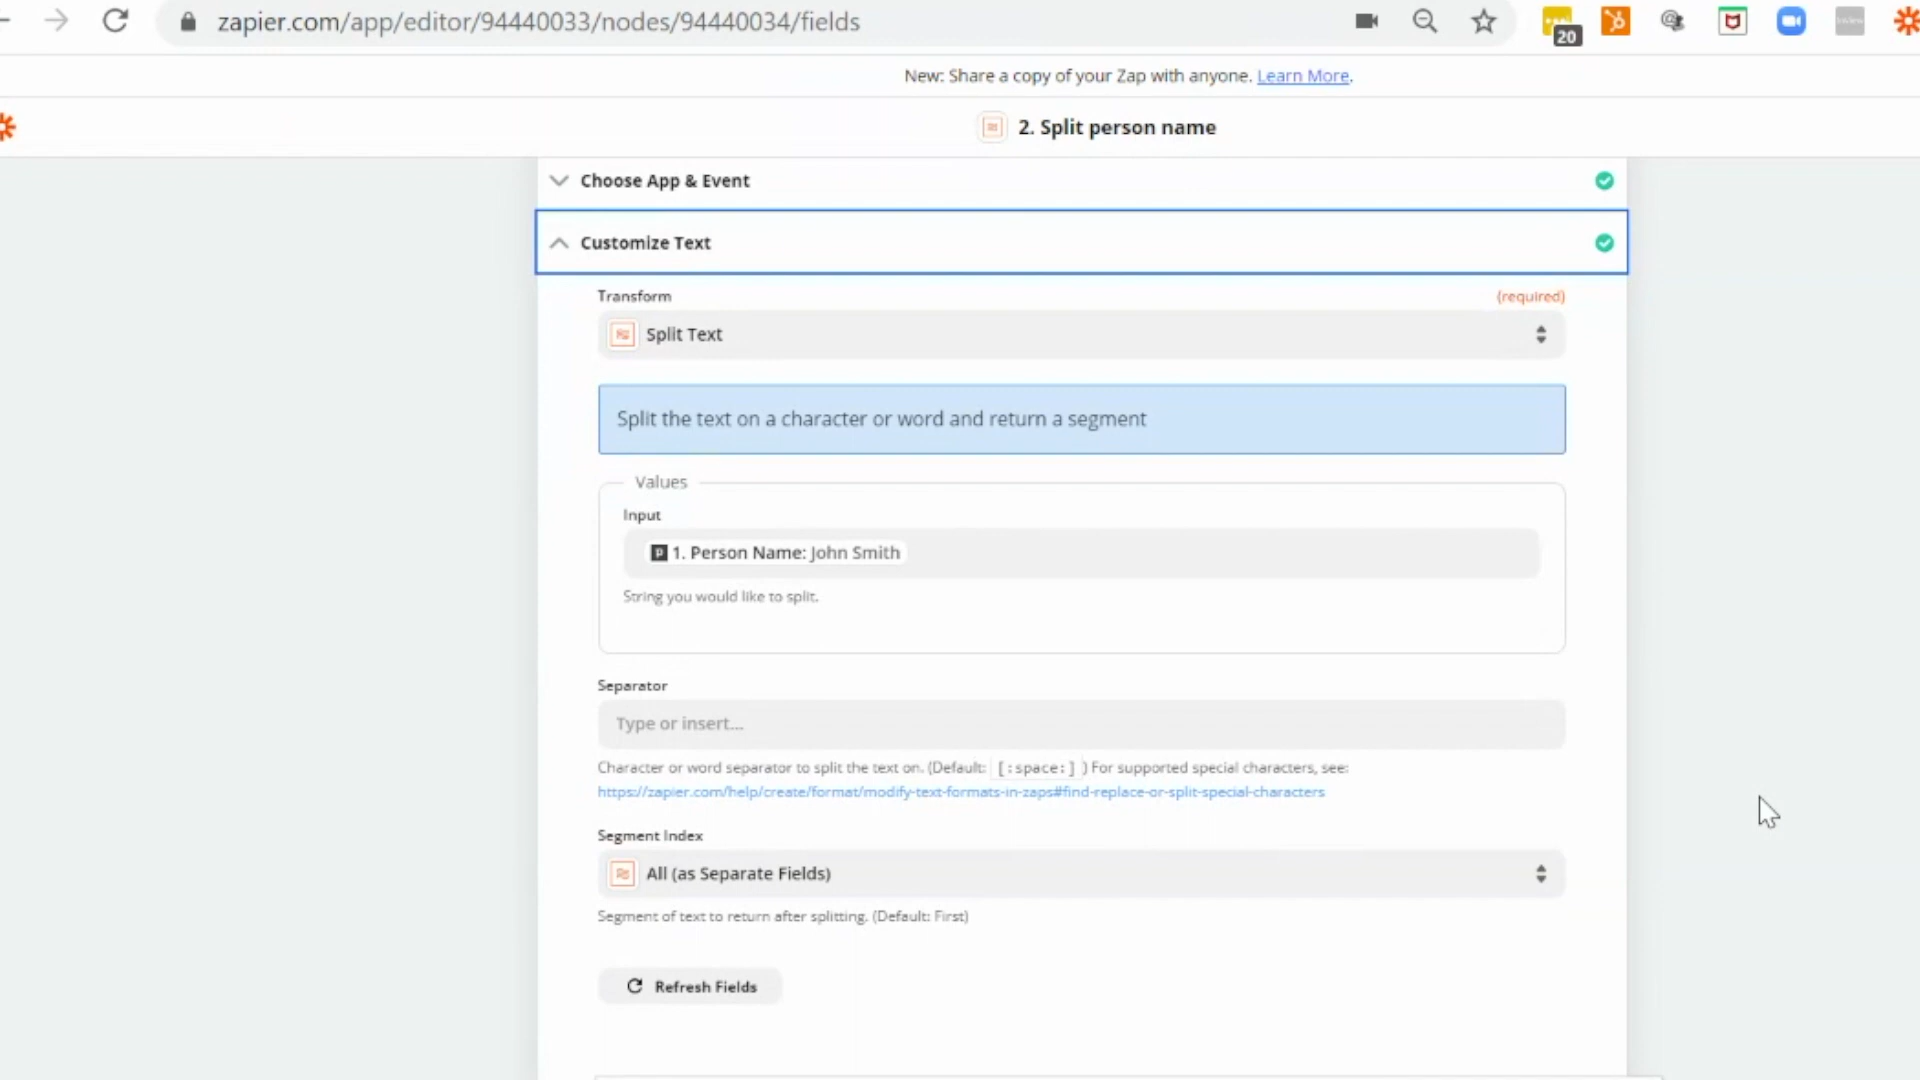 zapier.com/app/editor/94440033/nodes/94440034/fields
20
New: Share a copy of your Zap with anyone. Learn More.
2. Split person name
Choose App & Event
Customize Text
Transform
(required)
Split Text
Split the text on a character or word and return a segment
Values
Input
P 1. Person Name: John Smith
String you would like to split.
Separator
Type or insert...
Character or word separator to split the text on. (Default: [:space:] ) For supported special characters, see:
https://zapier.com/help/create/format/modify-text-formats-in-zaps#find-replace-or-split-special-characters
Segment Index
All (as Separate Fields)
Segment of text to return after splitting. (Default: First)
Refresh Fields